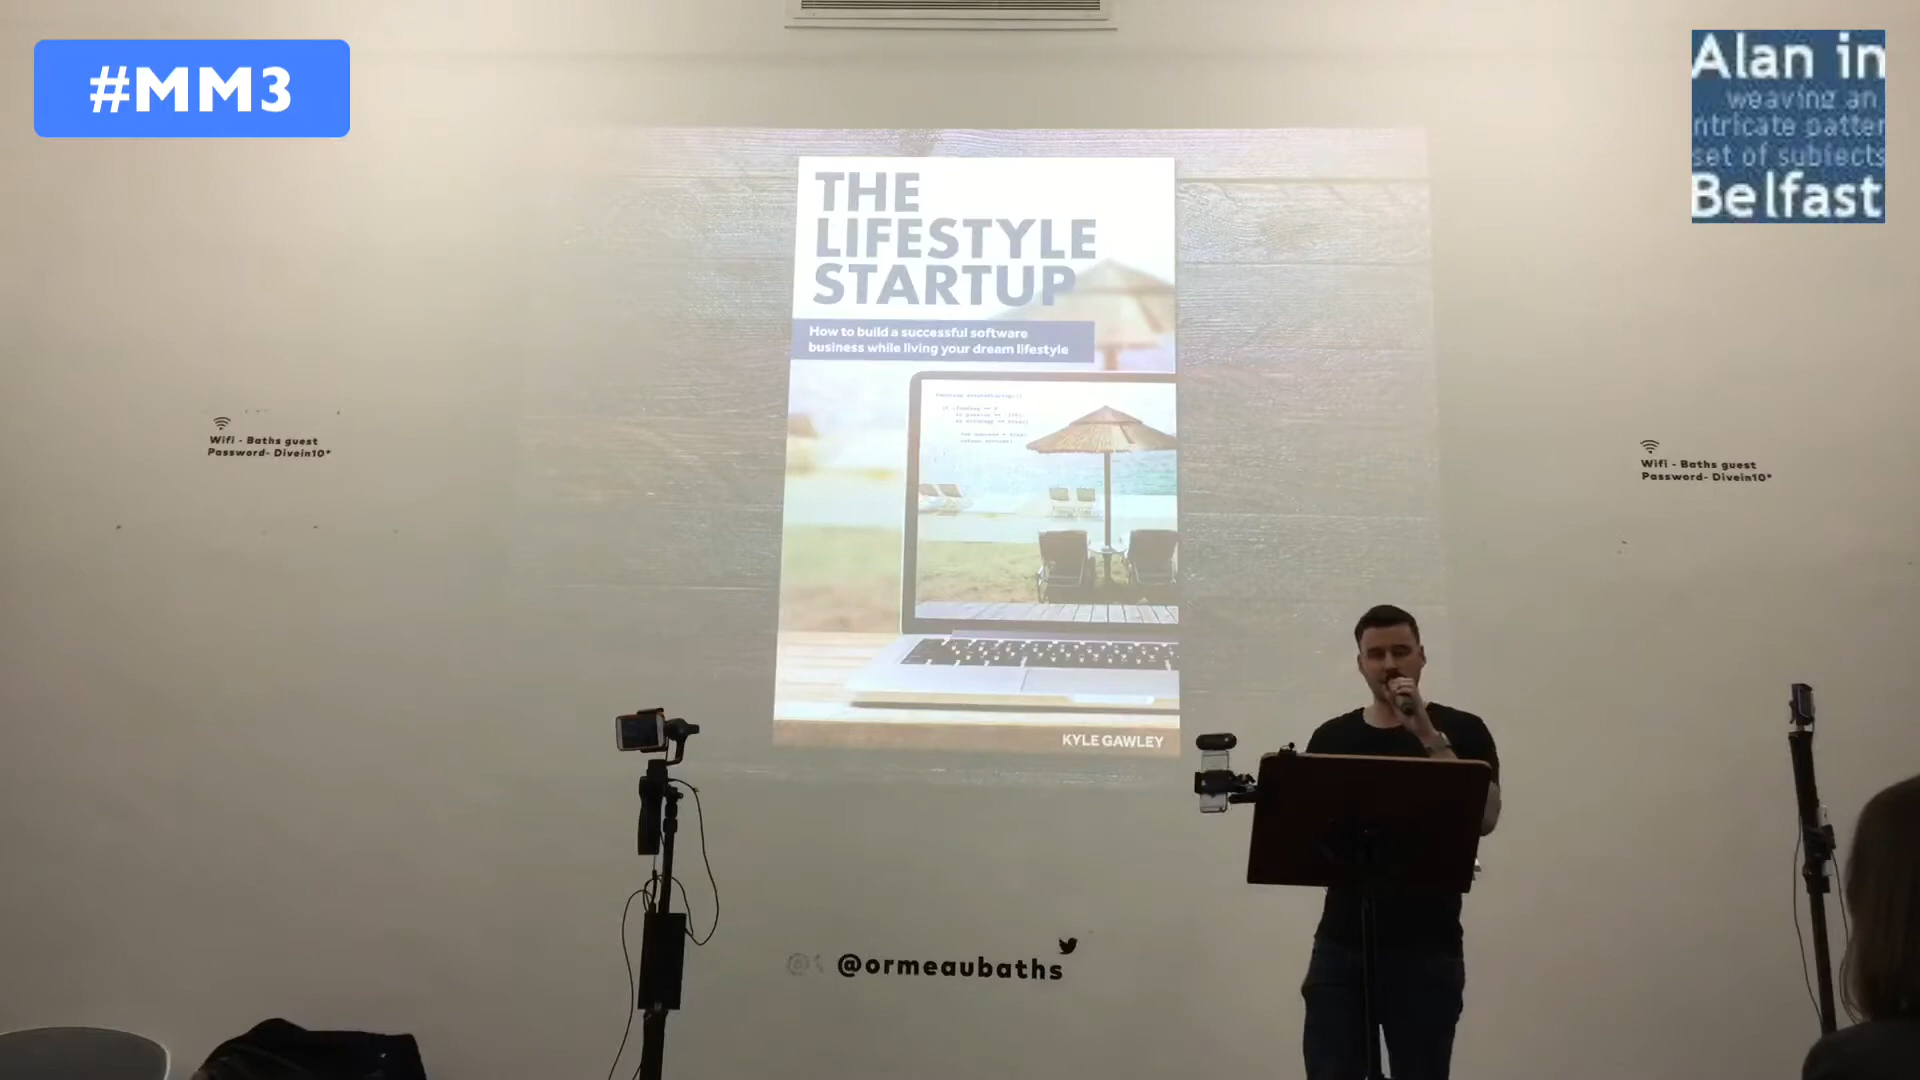 #MM3
Alan in
weaving an
ntricate patter
set of subjects
Belfast
THE
LIFESTYLE
STARTUP
How to build a successful software
business while living your dream lifestyle
Wifi - Baths guest
Password- Divein10*
Wifi - Baths guest
Password- Divein10*
KYLE GAWLEY
@ormeaubaths